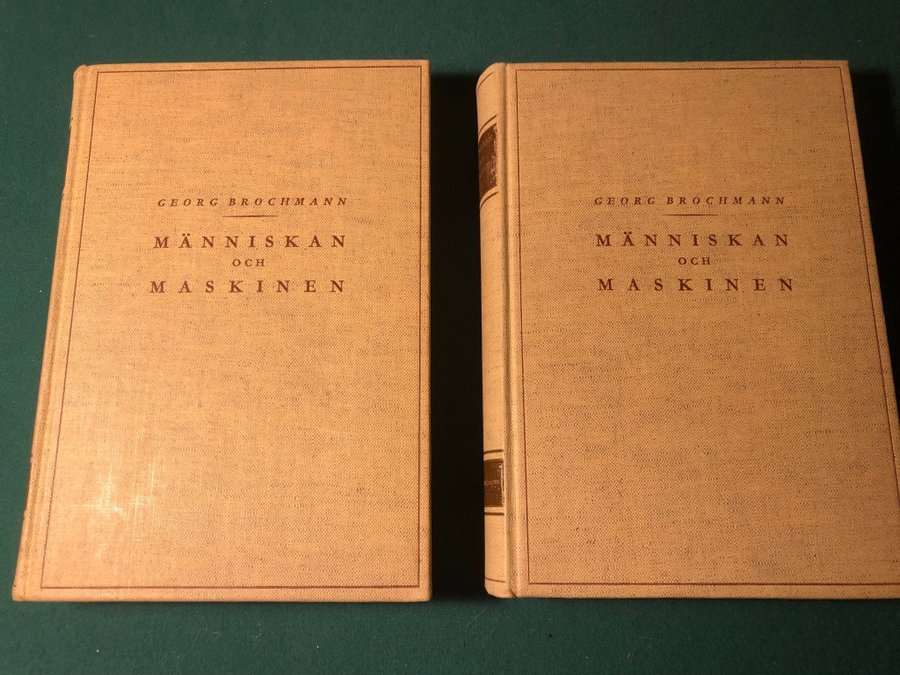 GEORG BROCHMANN
MÄNNISKAN
OCH
MASKINEN
GEORG BROCHMANN
MÄNNISKAN
OCH
MASKINEN